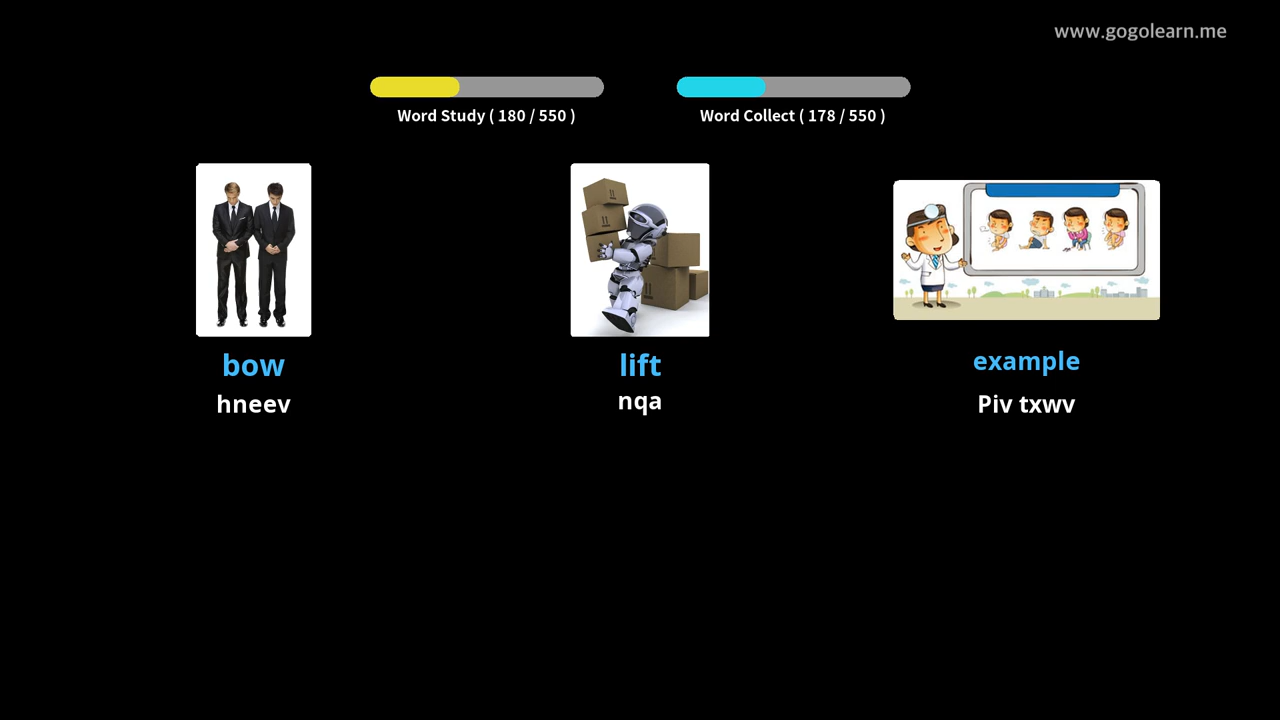 www.gogolearn.me
Word Study ( 180 / 550 )
Word Collect ( 178 / 550 )
bow
lift
example
hneev
nqa
Piv txwv